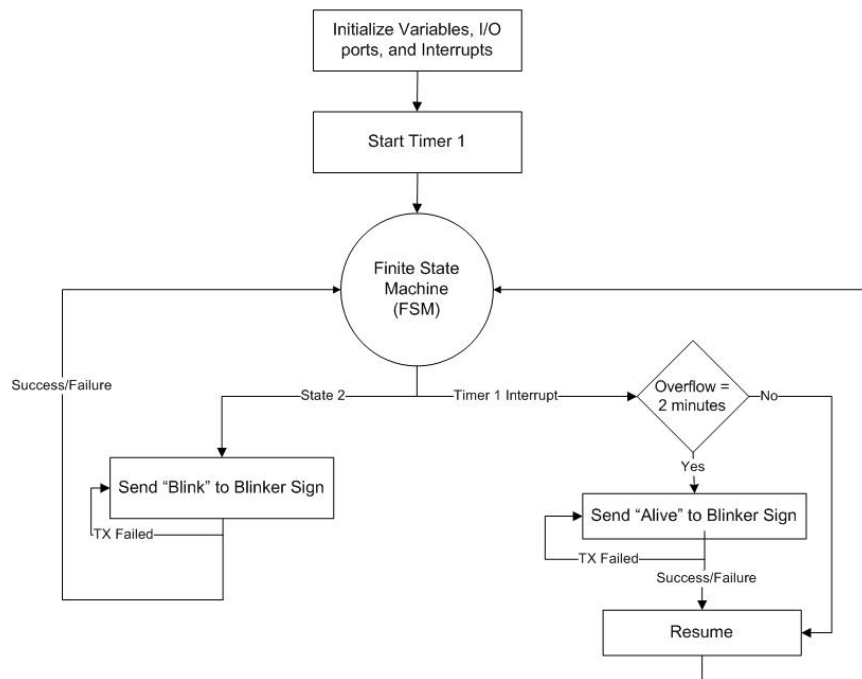 Initialize Variables, I/O
ports, and Interrupts
Start Timer 1
Finite State
Machine
(FSM)
Success/Failure
State 2
Timer 1 Interrupt
Overflow =
2 minutes
No
Yes
Send “Blink” to Blinker Sign
TX Failed
Send “Alive” to Blinker Sign
TX Failed
Success/Failure
Resume